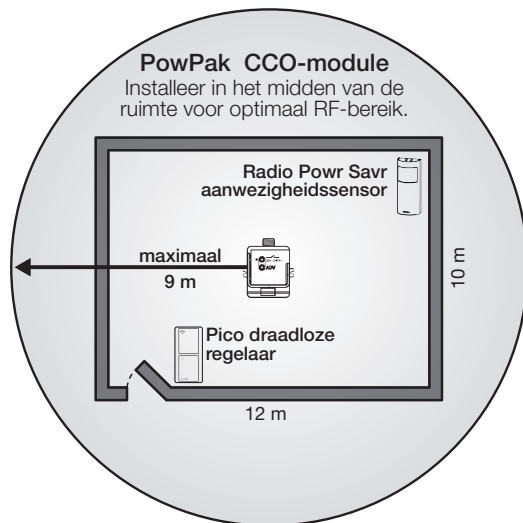 PowPak CCO-module
Installeer in het midden van de
ruimte voor optimaal RF-bereik.
Radio Powr Savr
aanwezigheidssensor
maximaal
9 m
10 m
Pico draadloze
regelaar
12 m